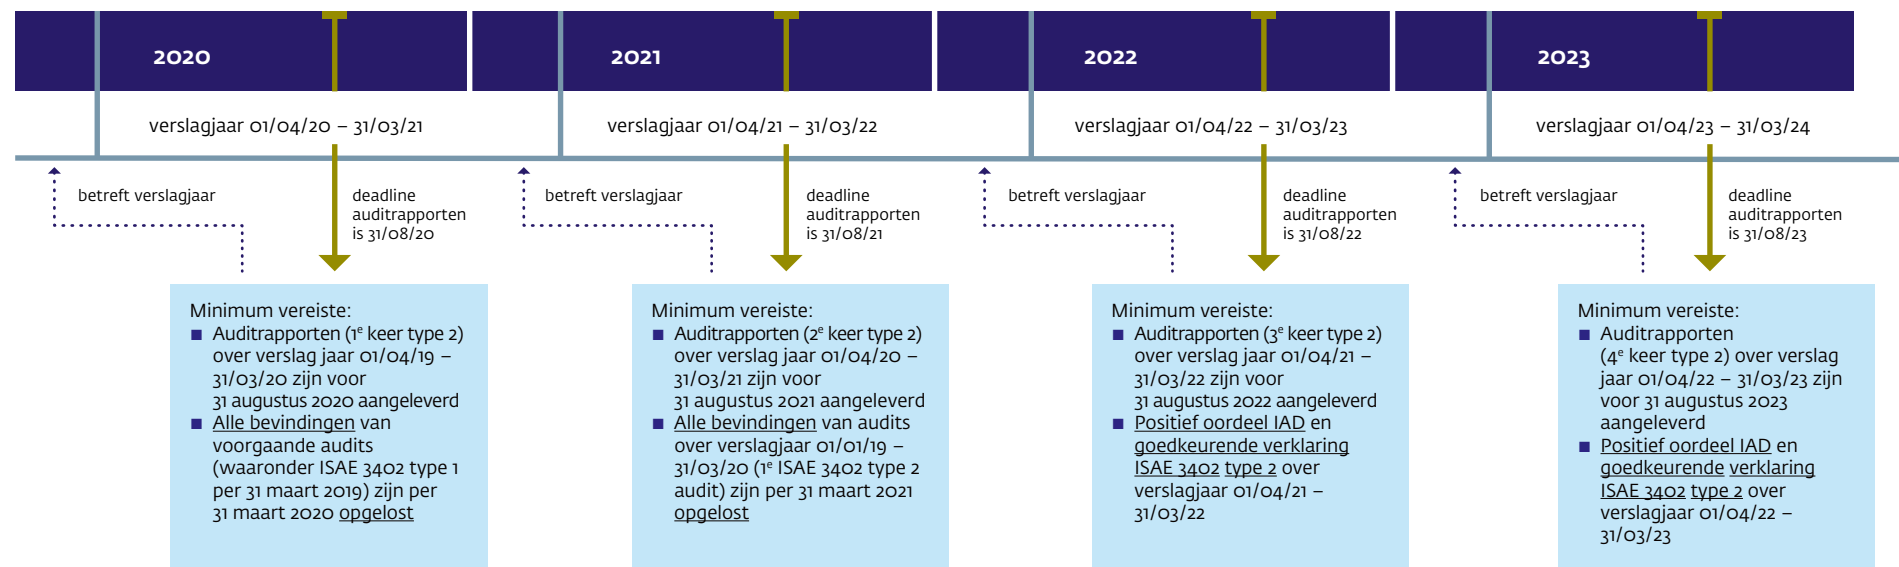 2020
2021
2022
2023
verslagjaar 01/04/20 – 31/03/21
verslagjaar 01/04/21 – 31/03/22
verslagjaar 01/04/22 – 31/03/23
verslagjaar 01/04/23 – 31/03/24
betreft verslagjaar
deadline
auditrapporten
is 31/08/20
betreft verslagjaar
deadline
auditrapporten
is 31/08/21
betreft verslagjaar
deadline
auditrapporten
is 31/08/22
betreft verslagjaar
deadline
auditrapporten
is 31/08/23
Minimum vereiste:
■ Auditrapporten (1e keer type 2)
over verslag jaar 01/04/19 –
31/03/20 zijn voor
31 augustus 2020 aangeleverd
■ Alle bevindingen van
voorgaande audits
(waaronder ISAE 3402 type 1
per 31 maart 2019) zijn per
31 maart 2020 opgelost
Minimum vereiste:
■ Auditrapporten (2e keer type 2)
over verslag jaar 01/04/20 –
31/03/21 zijn voor
31 augustus 2021 aangeleverd
■ Alle bevindingen van audits
over verslagjaar 01/01/19 –
31/03/20 (1e ISAE 3402 type 2
audit) zijn per 31 maart 2021
opgelost
Minimum vereiste:
■ Auditrapporten (3e keer type 2)
over verslag jaar 01/04/21 –
31/03/22 zijn voor
31 augustus 2022 aangeleverd
■ Positief oordeel IAD en
goedkeurende verklaring
ISAE 3402 type 2 over
verslagjaar 01/04/21 –
31/03/22
Minimum vereiste:
■ Auditrapporten
(4e keer type 2) over verslag
jaar 01/04/22 – 31/03/23 zijn
voor 31 augustus 2023
aangeleverd
■ Positief oordeel IAD en
goedkeurende verklaring
ISAE 3402 type 2 over
verslagjaar 01/04/22 –
31/03/23